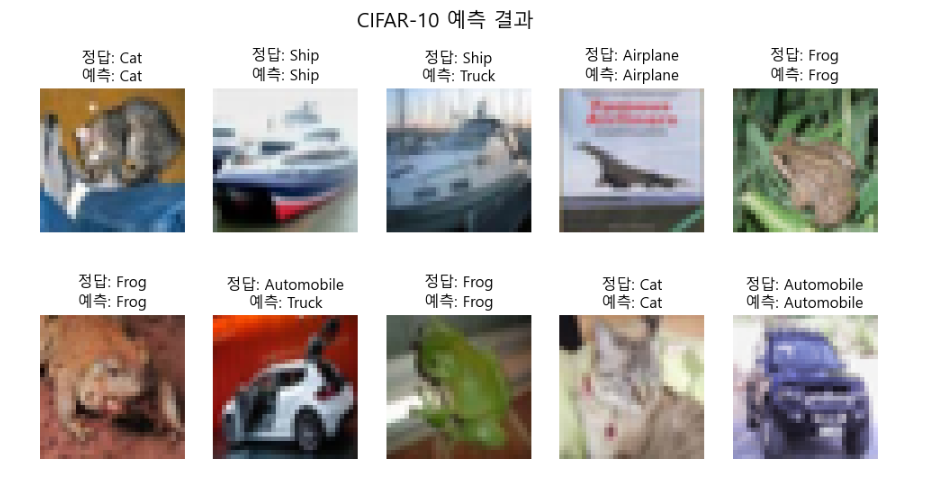 CIFAR-10 예측 결과
정답: Cat
예측: Cat
정답: Ship
예측: Ship
정답: Ship
예측: Truck
정답: Airplane
예측: Airplane
정답: Frog
예측: Frog
정답: Frog
예측: Frog
정답: Automobile
예측: Truck
정답: Frog
예측: Frog
정답: Cat
예측: Cat
정답: Automobile
예측: Automobile